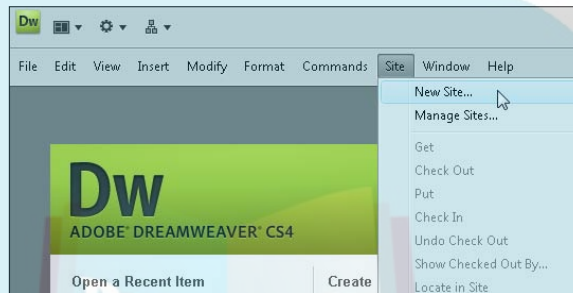 Dw
File Edit View Insert Modify Format Commands Site Window Help
New Site...
Manage Sites...
Get
Check Out
Put
Check In
Undo Check Out
Show Checked Out By...
Locate in Site
Dw
ADOBE® DREAMWEAVER® CS4
Open a Recent Item Create